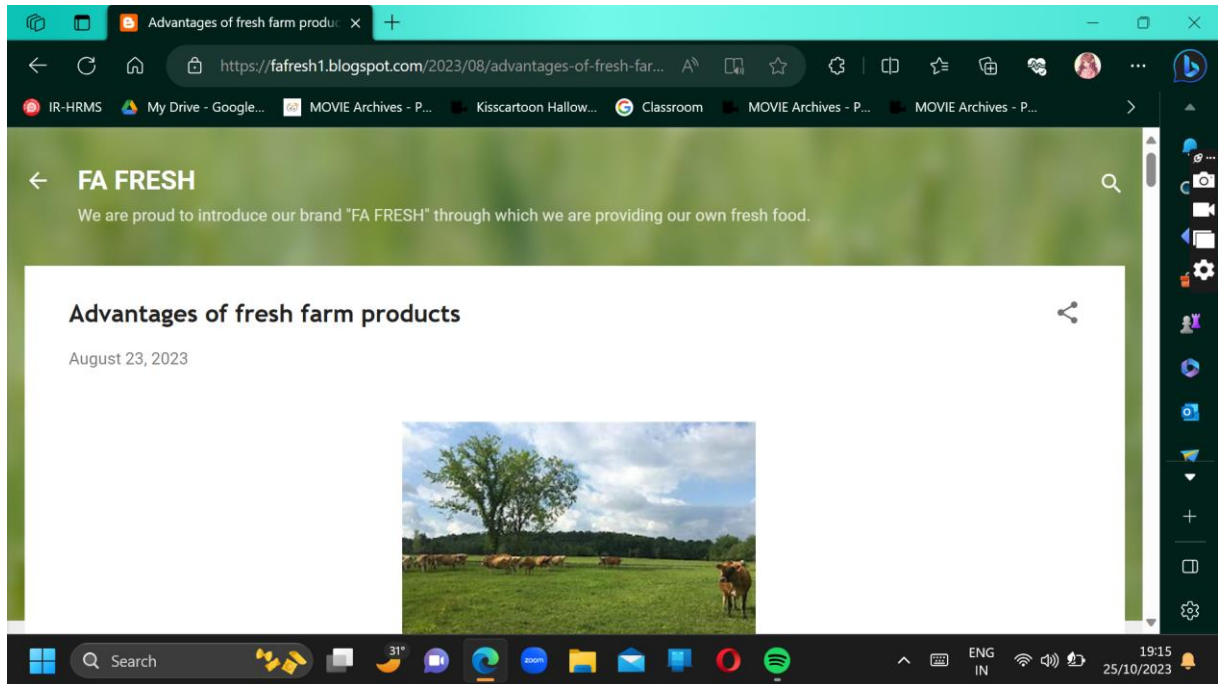 Advantages of fresh farm produc
https://fafresh1.blogspot.com/2023/08/advantages-of-fresh-far...
IR-HRMS
My Drive - Google...
MOVIE Archives - P...
Kisscartoon Hallow...
Classroom
MOVIE Archives - P...
MOVIE Archives - P...
FA FRESH
We are proud to introduce our brand "FA FRESH" through which we are providing our own fresh food.
Advantages of fresh farm products
August 23, 2023
Search
31°
zoom
ENG
IN
19:15
25/10/2023